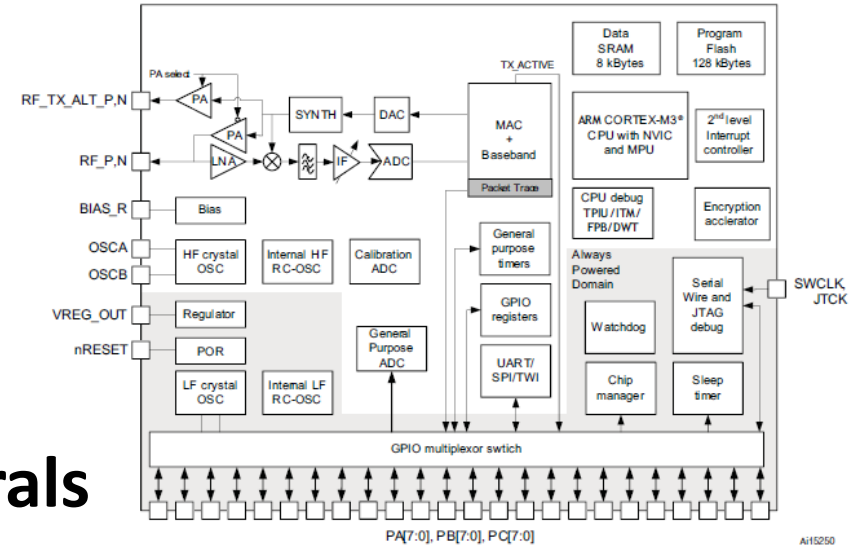 Data
SRAM
8 kBytes
Program
Flash
128 kBytes
TX_ACTIVE
PA select
RF_TX_ALT_P,N
PA
SYNTH
DAC
MAC
+
Baseband
ARM CORTEX-M3®
CPU with NVIC
and MPU
2nd level
Interrupt
controller
PA
RF_P,N
LNA
IF
ADC
Packet Trace
BIAS_R
Bias
CPU debug
TPIU/ITM/
FPB/DWT
Encryption
acclerator
OSCA
OSCB
HF crystal
OSC
Internal HF
RC-OSC
Calibration
ADC
General
purpose
timers
Always
Powered
Domain
Serial
Wire and
JTAG
debug
SWCLK,
JTCK
VREG_OUT
Regulator
GPIO
registers
Watchdog
nRESET
POR
General
Purpose
ADC
UART/
SPI/TWI
LF crystal
OSC
Internal LF
RC-OSC
Chip
manager
Sleep
timer
GPIO multiplexor swtich
rals
PA[7:0], PB[7:0], PC[7:0]
Ai15250